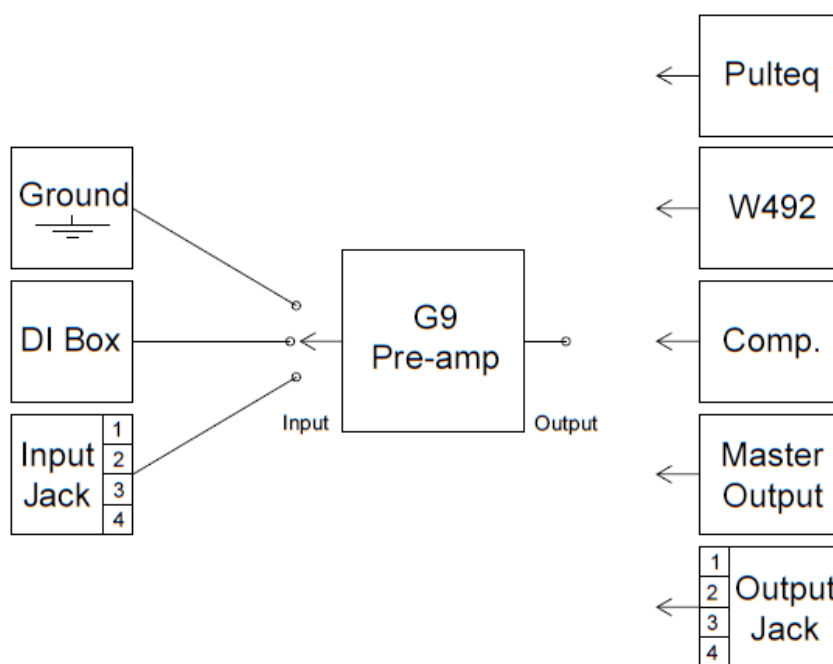 Pulteq
Ground
W492
DI Box
G9
Pre-amp
Comp.
Input
Output
Input
Jack
1
2
3
4
Master
Output
1
2
3
4
Output
Jack